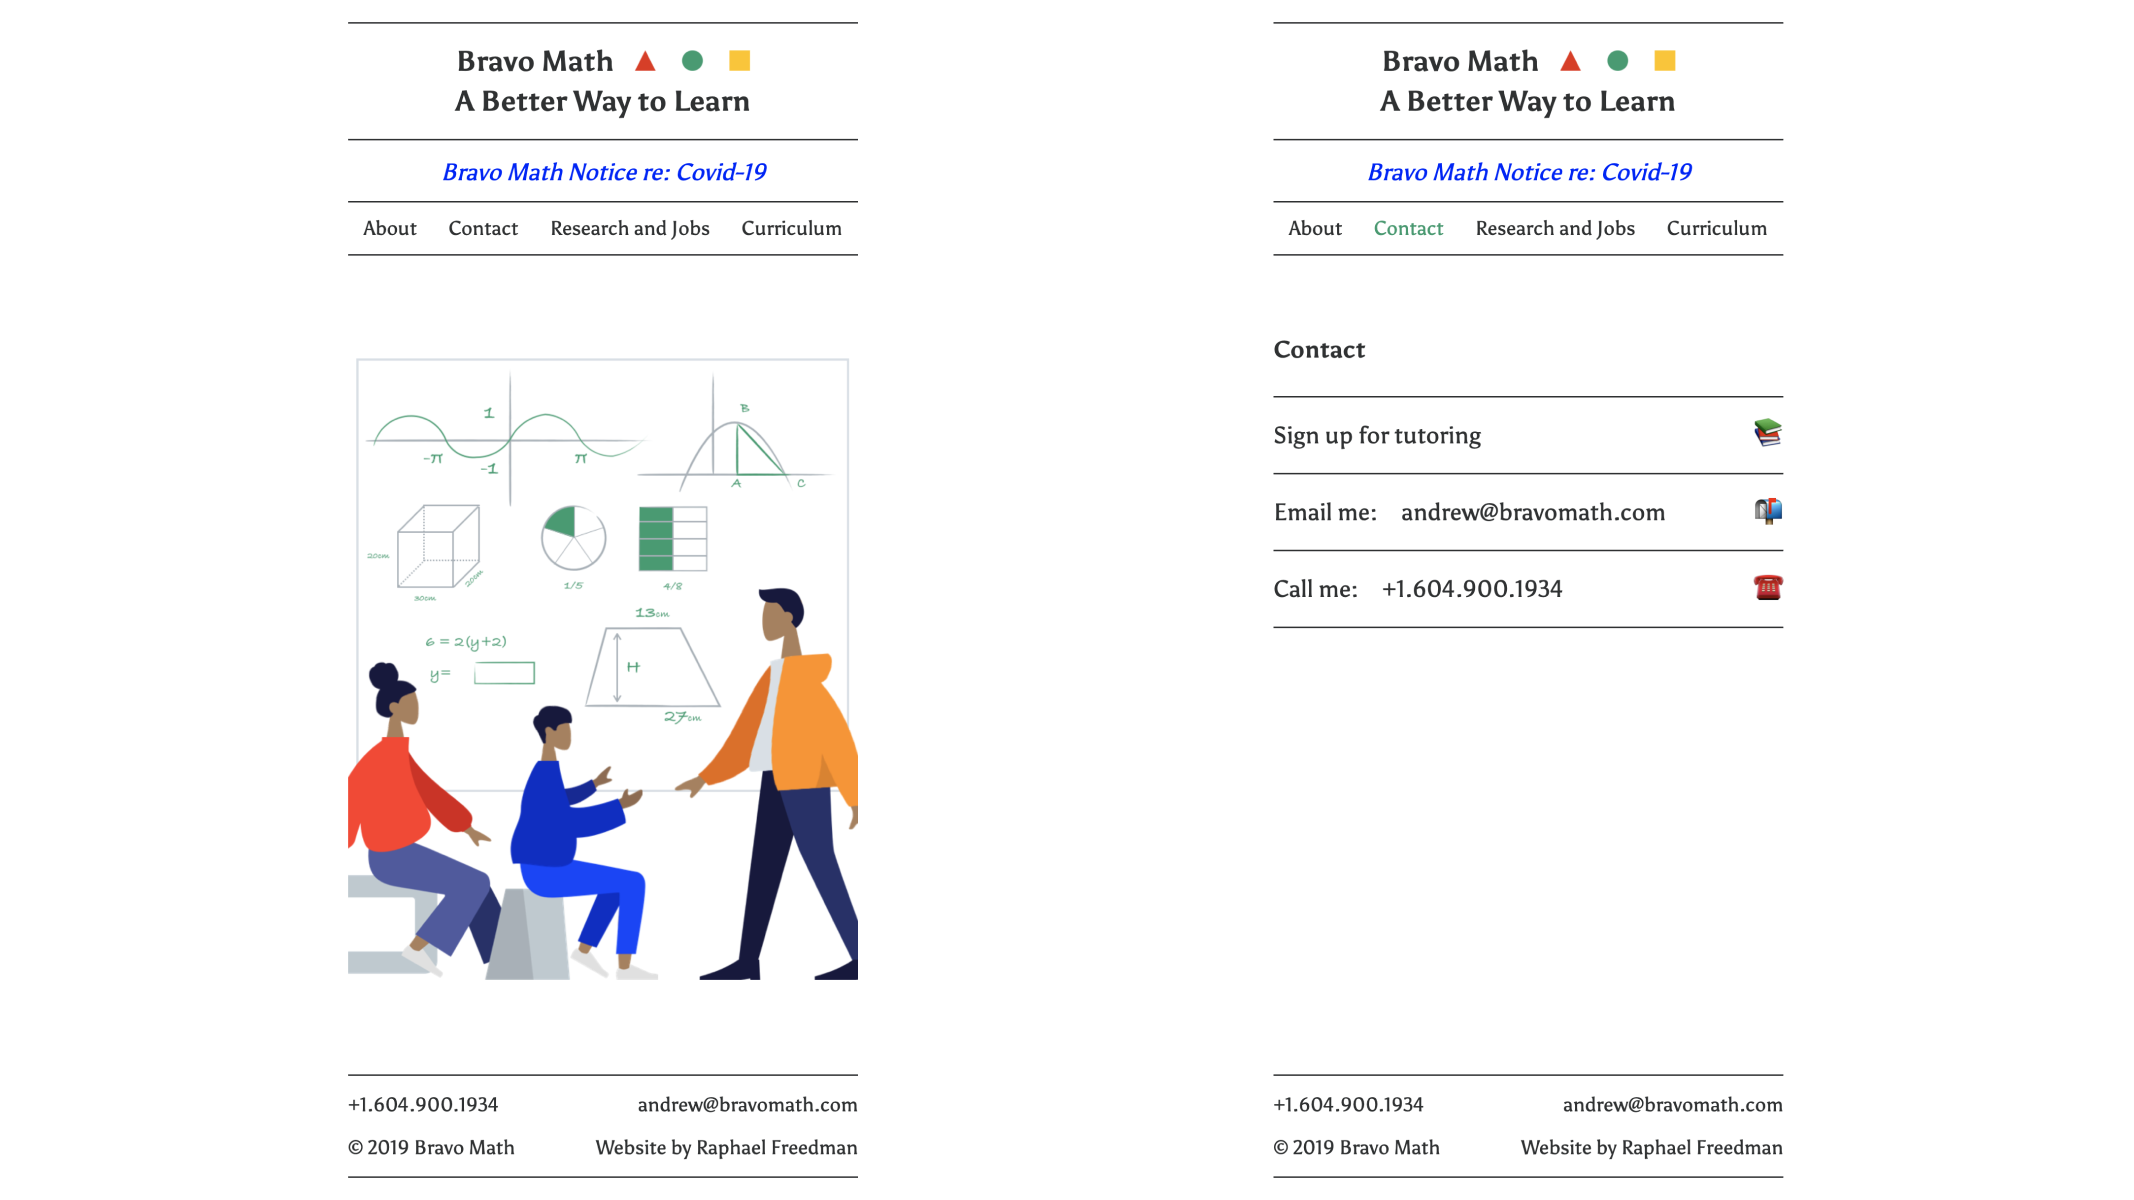 Bravo Math
A Better Way to Learn
Bravo Math Notice re: Covid-19
About Contact Research and Jobs Curriculum
1
-π
-1
π
B
A
C
20cm
20cm
30cm
1/5
4/8
13cm
6 = 2(y+2)
y=
H
27cm
+1.604.900.1934 andrew@bravomath.com
© 2019 Bravo Math Website by Raphael Freedman
Bravo Math
A Better Way to Learn
Bravo Math Notice re: Covid-19
About Contact Research and Jobs Curriculum
Contact
Sign up for tutoring
Email me: andrew@bravomath.com
Call me: +1.604.900.1934
+1.604.900.1934 andrew@bravomath.com
© 2019 Bravo Math Website by Raphael Freedman